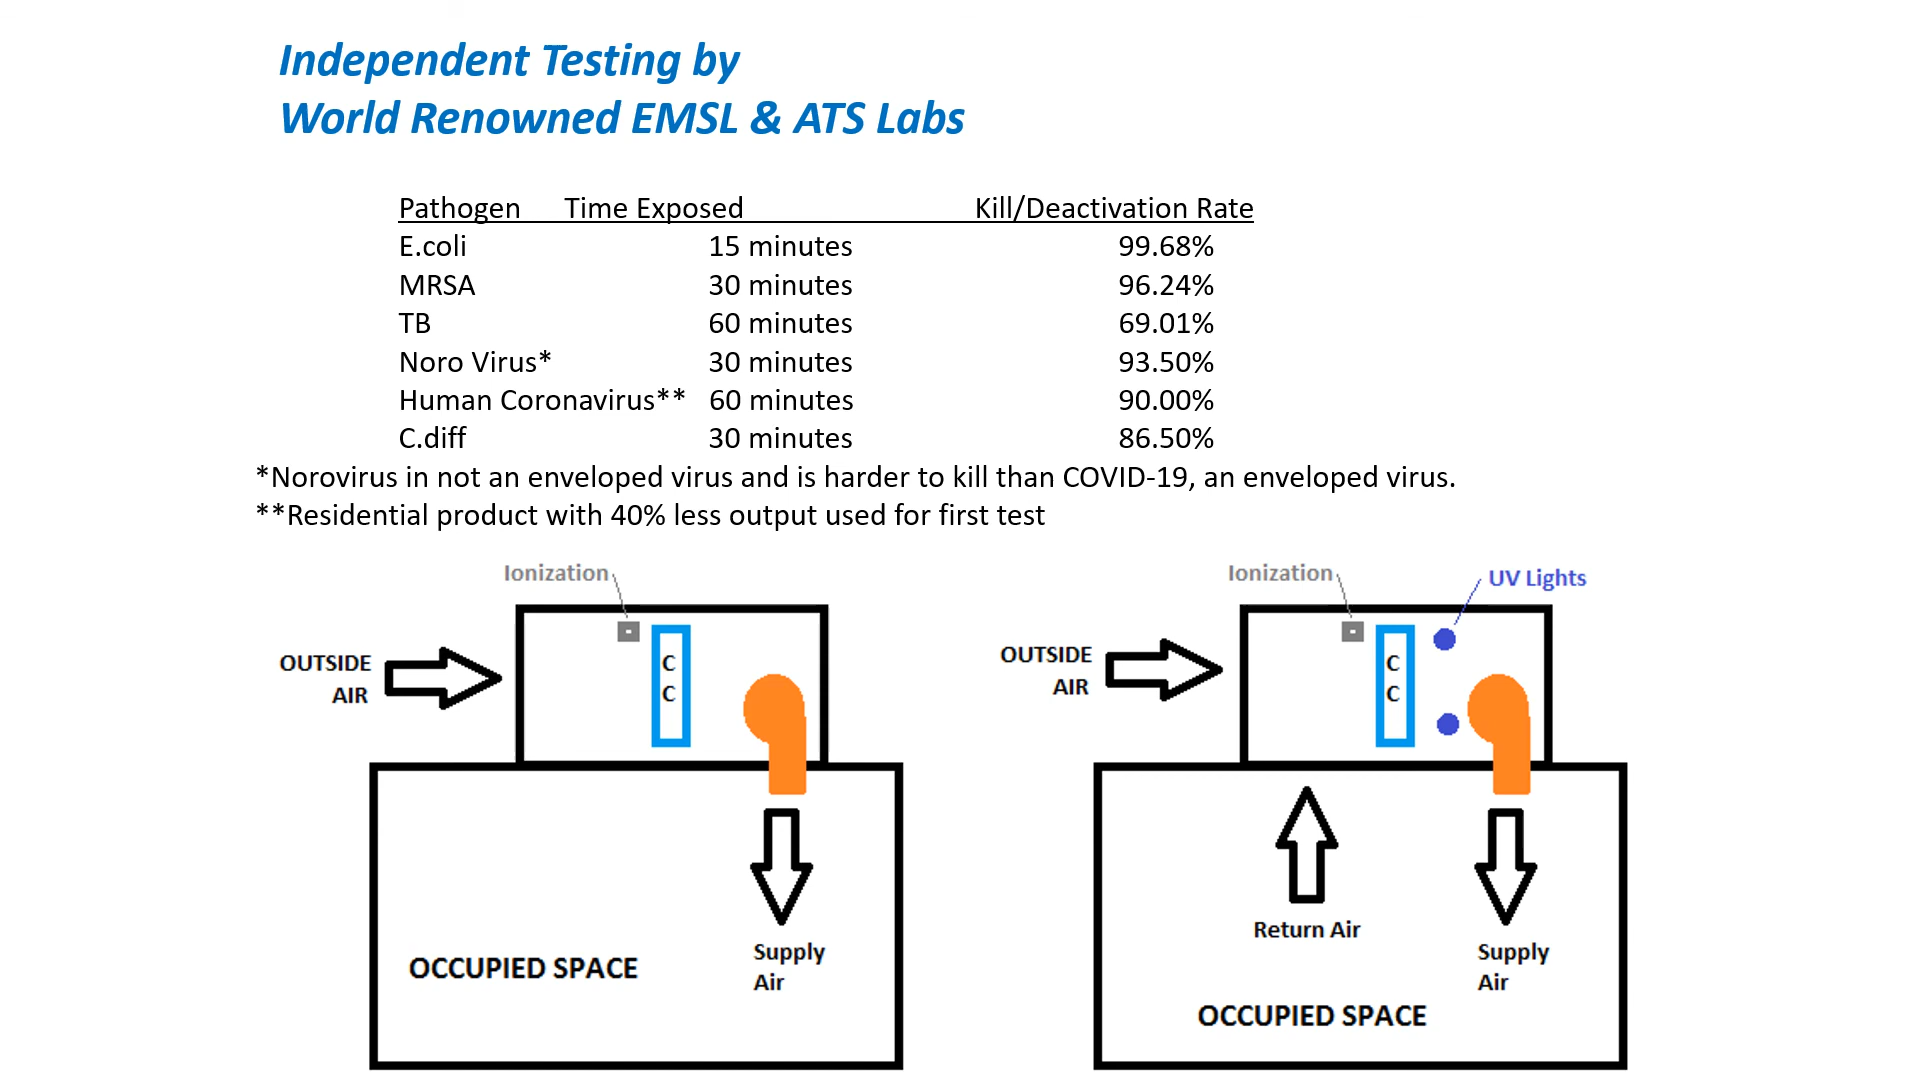 Independent Testing by
World Renowned EMSL & ATS Labs
Pathogen Time Exposed Kill/Deactivation Rate
E.coli 15 minutes 99.68%
MRSA 30 minutes 96.24%
TB 60 minutes 69.01%
Noro Virus* 30 minutes 93.50%
Human Coronavirus** 60 minutes 90.00%
C.diff 30 minutes 86.50%
*Norovirus in not an enveloped virus and is harder to kill than COVID-19, an enveloped virus.
**Residential product with 40% less output used for first test
Ionization
OUTSIDE
AIR
C
C
Supply
Air
OCCUPIED SPACE
Ionization
UV Lights
OUTSIDE
AIR
C
C
Return Air
Supply
Air
OCCUPIED SPACE